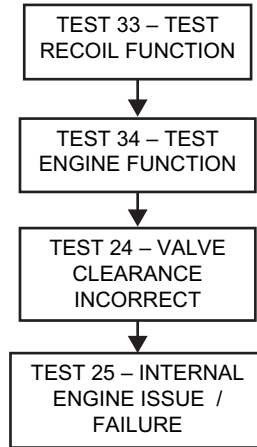 TEST 33 – TEST
RECOIL FUNCTION
TEST 34 – TEST
ENGINE FUNCTION
TEST 24 – VALVE
CLEARANCE
INCORRECT
TEST 25 – INTERNAL
ENGINE ISSUE /
FAILURE